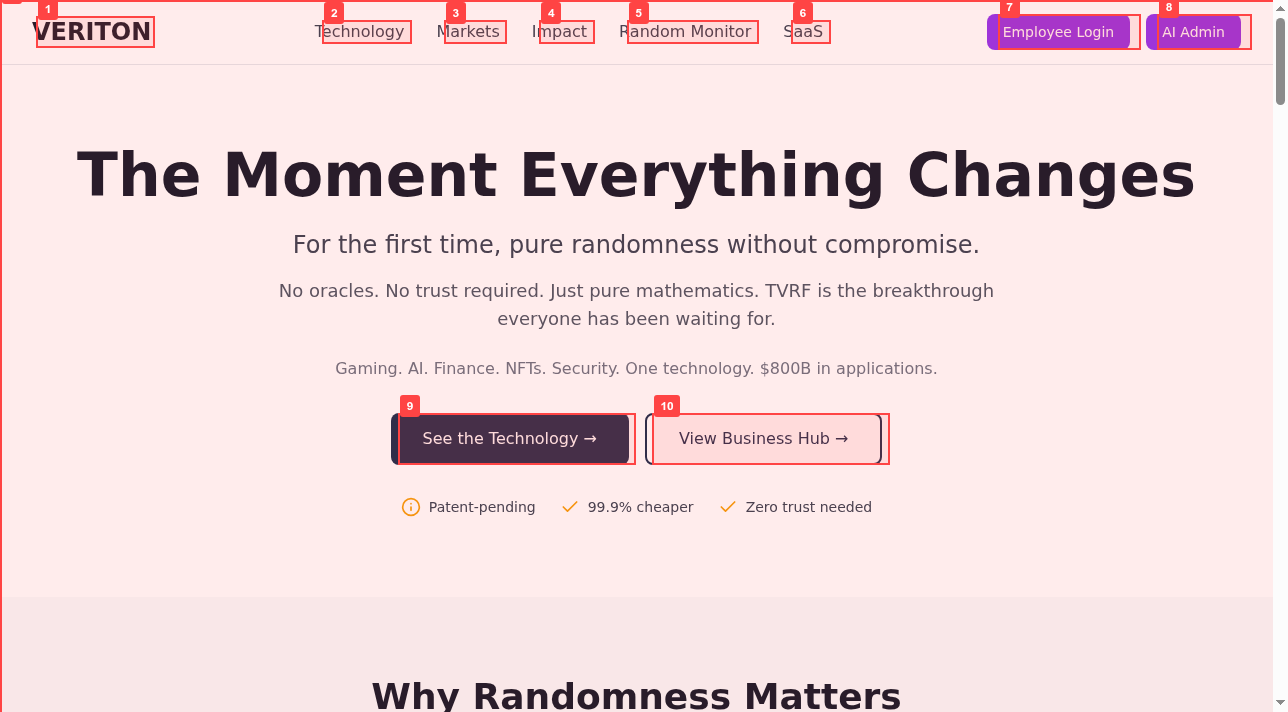 1 2 3 4 5 6 7 8
VERITON Technology Markets Impact Random Monitor SaaS Employee Login AI Admin
The Moment Everything Changes
For the first time, pure randomness without compromise.
No oracles. No trust required. Just pure mathematics. TVRF is the breakthrough
everyone has been waiting for.
Gaming. AI. Finance. NFTs. Security. One technology. $800B in applications.
9 10
See the Technology → View Business Hub →
Patent-pending 99.9% cheaper Zero trust needed
Why Randomness Matters